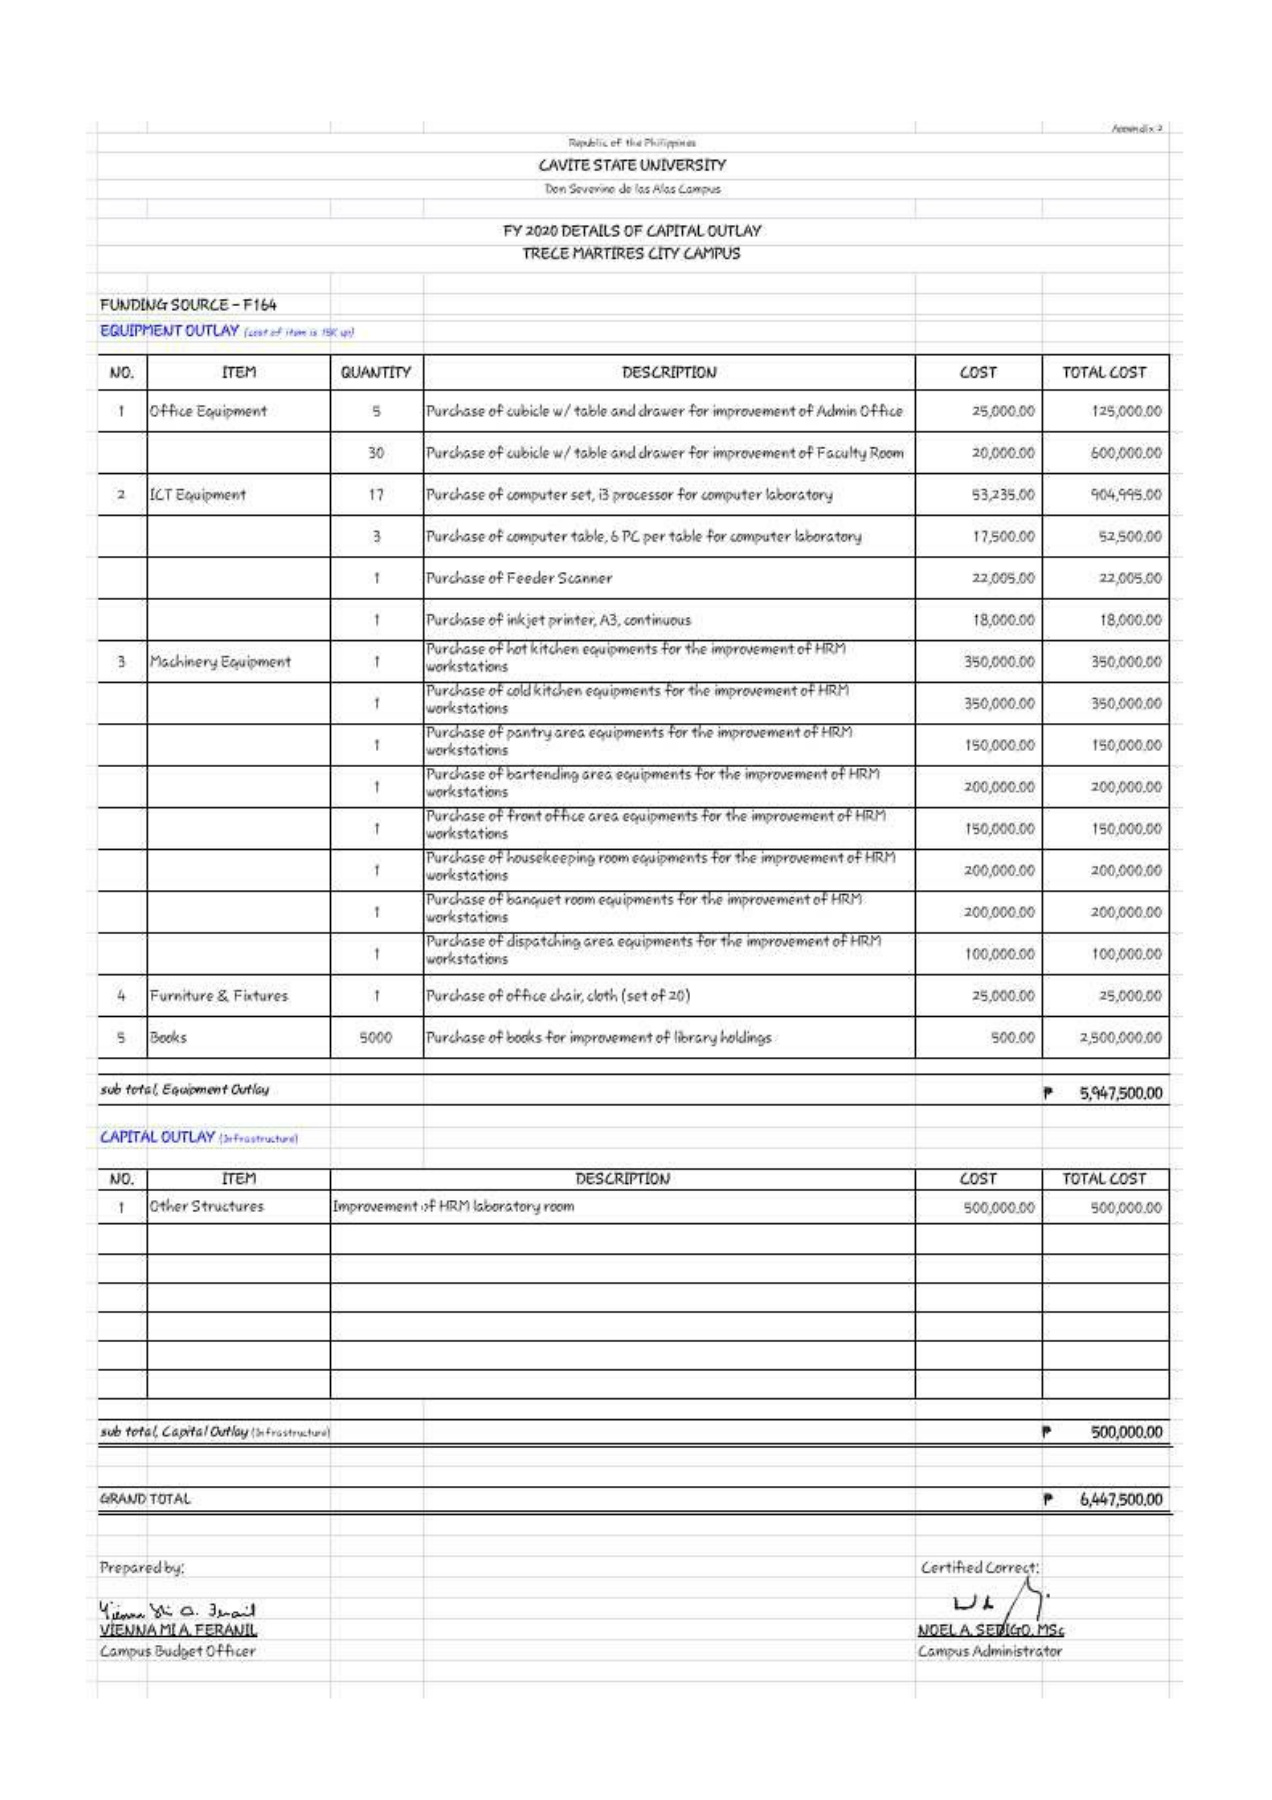 Appendix 2
Republic of the Philippines
CAVITE STATE UNIVERSITY
Don Severino de las Alas Campus
FY 2020 DETAILS OF CAPITAL OUTLAY
TRECE MARTIRES CITY CAMPUS
FUNDING SOURCE - F164
EQUIPMENT OUTLAY (cost of item is 15K up)
NO. ITEM QUANTITY DESCRIPTION COST TOTAL COST
1 Office Equipment 5 Purchase of cubicle w/ table and drawer for improvement of Admin Office 25,000.00 125,000.00
30 Purchase of cubicle w/ table and drawer for improvement of Faculty Room 20,000.00 600,000.00
2 ICT Equipment 17 Purchase of computer set, i3 processor for computer laboratory 53,235.00 904,995.00
3 Purchase of computer table, 6 PC per table for computer laboratory 17,500.00 52,500.00
1 Purchase of Feeder Scanner 22,005.00 22,005.00
1 Purchase of inkjet printer, A3, continuous 18,000.00 18,000.00
3 Machinery Equipment 1 Purchase of hot kitchen equipments for the improvement of HRM workstations 350,000.00 350,000.00
1 Purchase of cold kitchen equipments for the improvement of HRM workstations 350,000.00 350,000.00
1 Purchase of pantry area equipments for the improvement of HRM workstations 150,000.00 150,000.00
1 Purchase of bartending area equipments for the improvement of HRM workstations 200,000.00 200,000.00
1 Purchase of front office area equipments for the improvement of HRM workstations 150,000.00 150,000.00
1 Purchase of housekeeping room equipments for the improvement of HRM workstations 200,000.00 200,000.00
1 Purchase of banquet room equipments for the improvement of HRM workstations 200,000.00 200,000.00
1 Purchase of dispatching area equipments for the improvement of HRM workstations 100,000.00 100,000.00
4 Furniture & Fixtures 1 Purchase of office chair, cloth (set of 20) 25,000.00 25,000.00
5 Books 5000 Purchase of books for improvement of library holdings 500.00 2,500,000.00
sub total, Equipment Outlay ₱ 5,947,500.00
CAPITAL OUTLAY (Infrastructure)
NO. ITEM DESCRIPTION COST TOTAL COST
1 Other Structures Improvement of HRM laboratory room 500,000.00 500,000.00
sub total, Capital Outlay (Infrastructure) ₱ 500,000.00
GRAND TOTAL ₱ 6,447,500.00
Prepared by: Certified Correct:
VIENNA MI A. FERANIL NOEL A. SEDIGO, MSc
Campus Budget Officer Campus Administrator